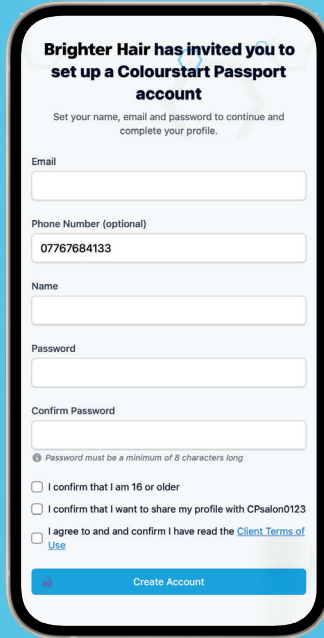 Brighter Hair has invited you to
set up a Colourstart Passport
account
Set your name, email and password to continue and
complete your profile.
Email
Phone Number (optional)
07767684133
Name
Password
Confirm Password
Password must be a minimum of 8 characters long
I confirm that I am 16 or older
I confirm that I want to share my profile with CPsalon0123
I agree to and and confirm I have read the Client Terms of
Use
Create Account